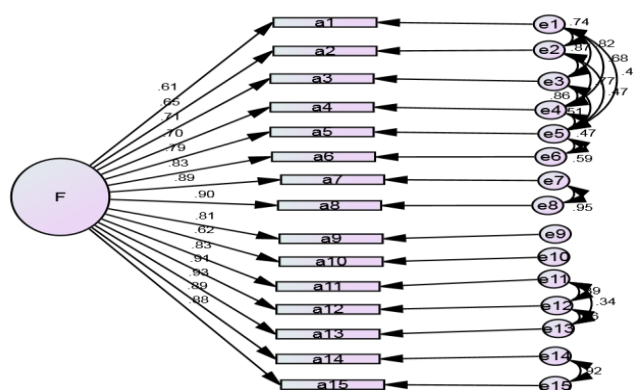 a1
e1
.74
a2
e2
.87
.82
.68
.4
a3
e3
.77
.47
.61
.86
.65
a4
e4
.51
.71
.70
a5
e5
.47
.79
a6
e6
.59
.83
.89
a7
e7
F
.90
a8
e8
.95
.81
.62
a9
e9
.83
a10
e10
.91
a11
e11
.93
.34
.89
a12
e12
.88
a13
e13
a14
e14
a15
e15